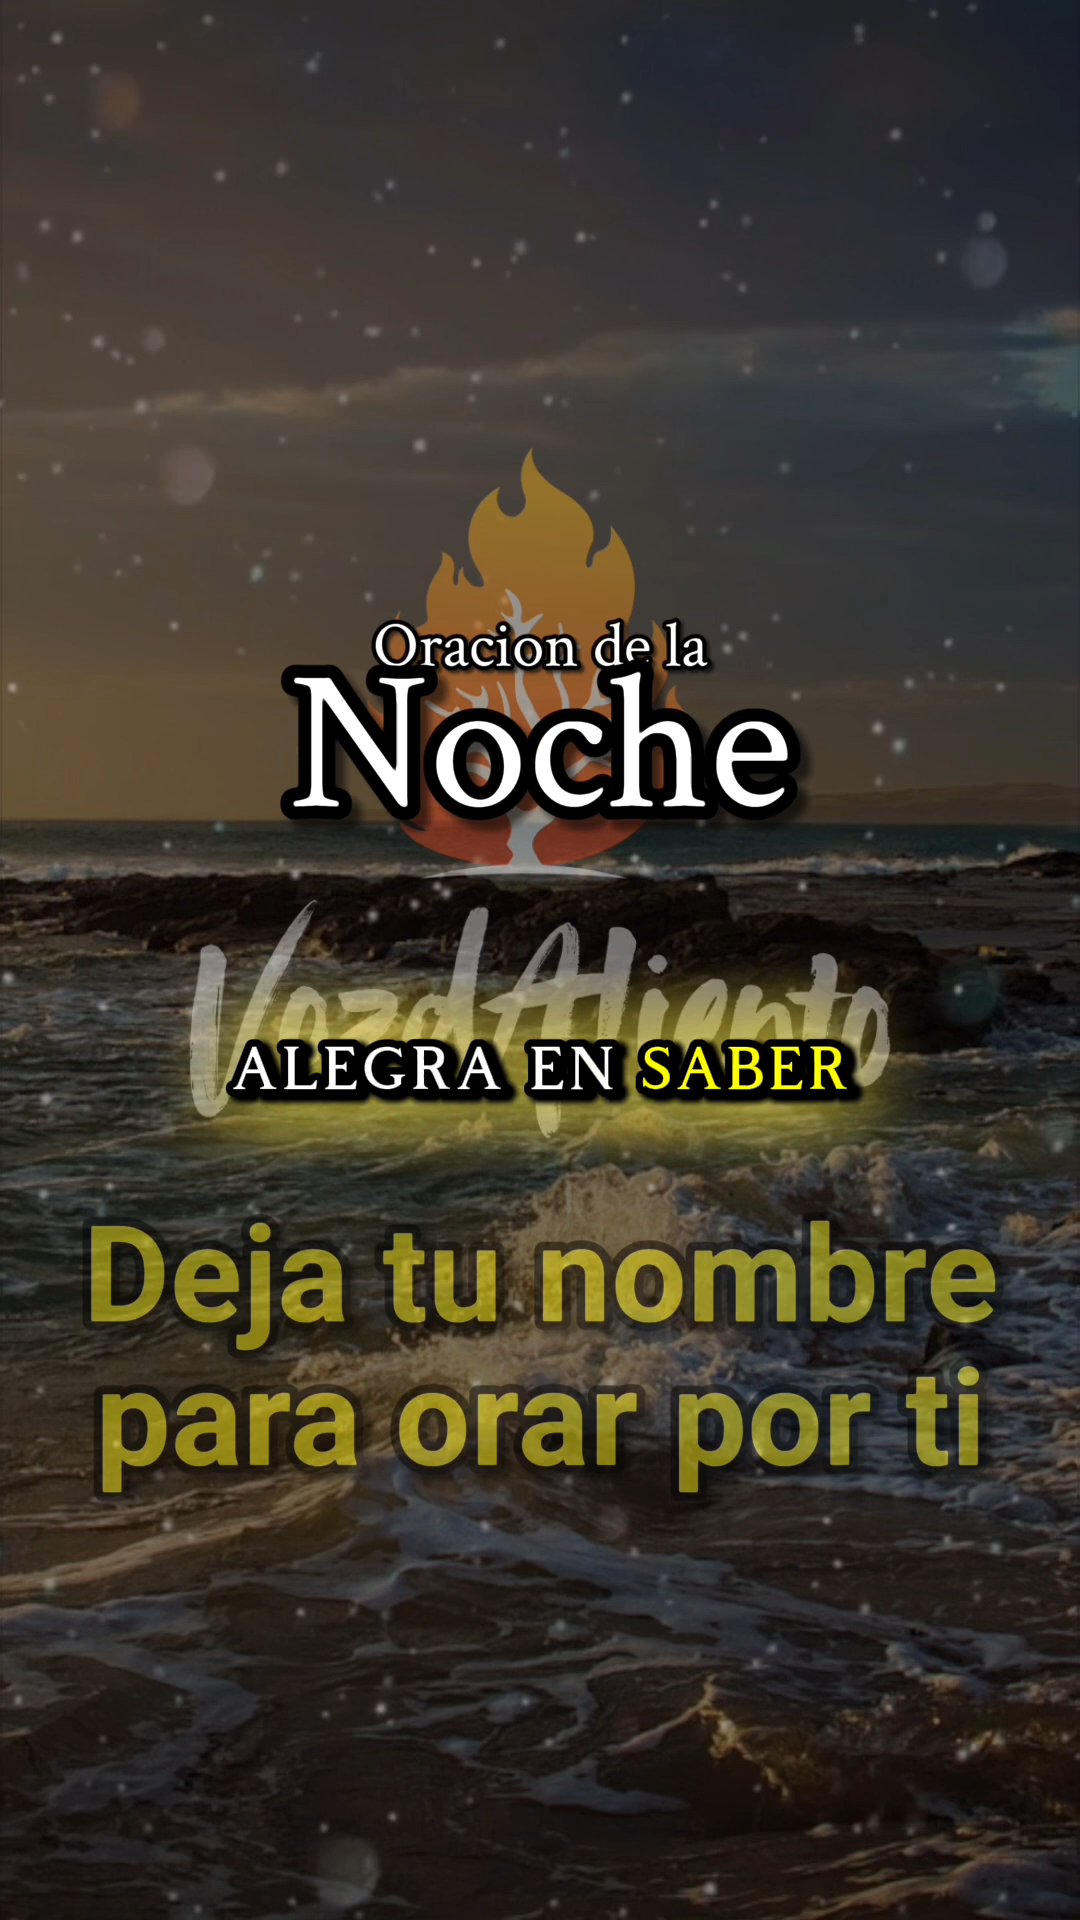 Oracion de la
Noche
VozdAliento
ALEGRA EN SABER
Deja tu nombre
para orar por ti